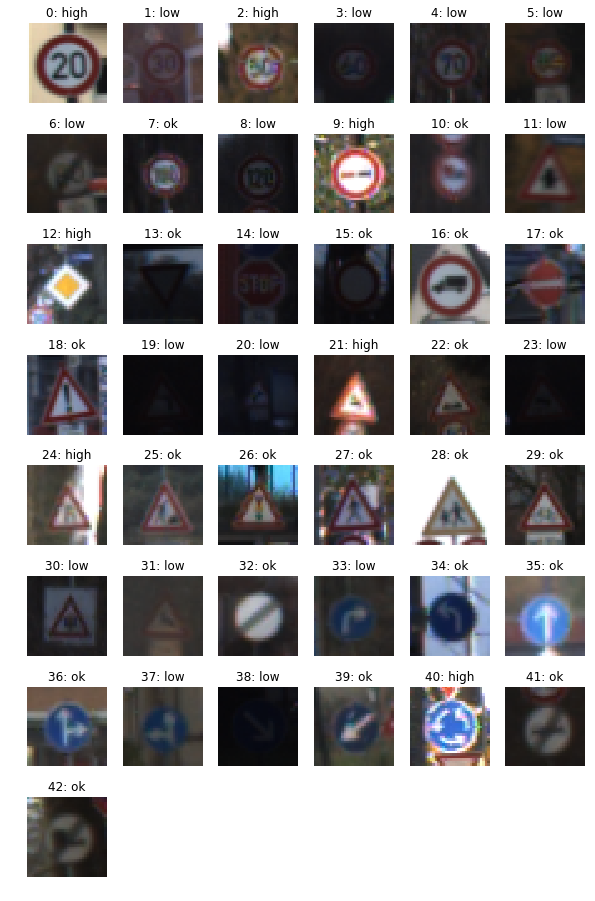 0: high 1: low 2: high 3: low 4: low 5: low
20 30 50 60 70
6: low 7: ok 8: low 9: high 10: ok 11: low
120
12: high 13: ok 14: low 15: ok 16: ok 17: ok
STOP
18: ok 19: low 20: low 21: high 22: ok 23: low
24: high 25: ok 26: ok 27: ok 28: ok 29: ok
30: low 31: low 32: ok 33: low 34: ok 35: ok
36: ok 37: low 38: low 39: ok 40: high 41: ok
42: ok